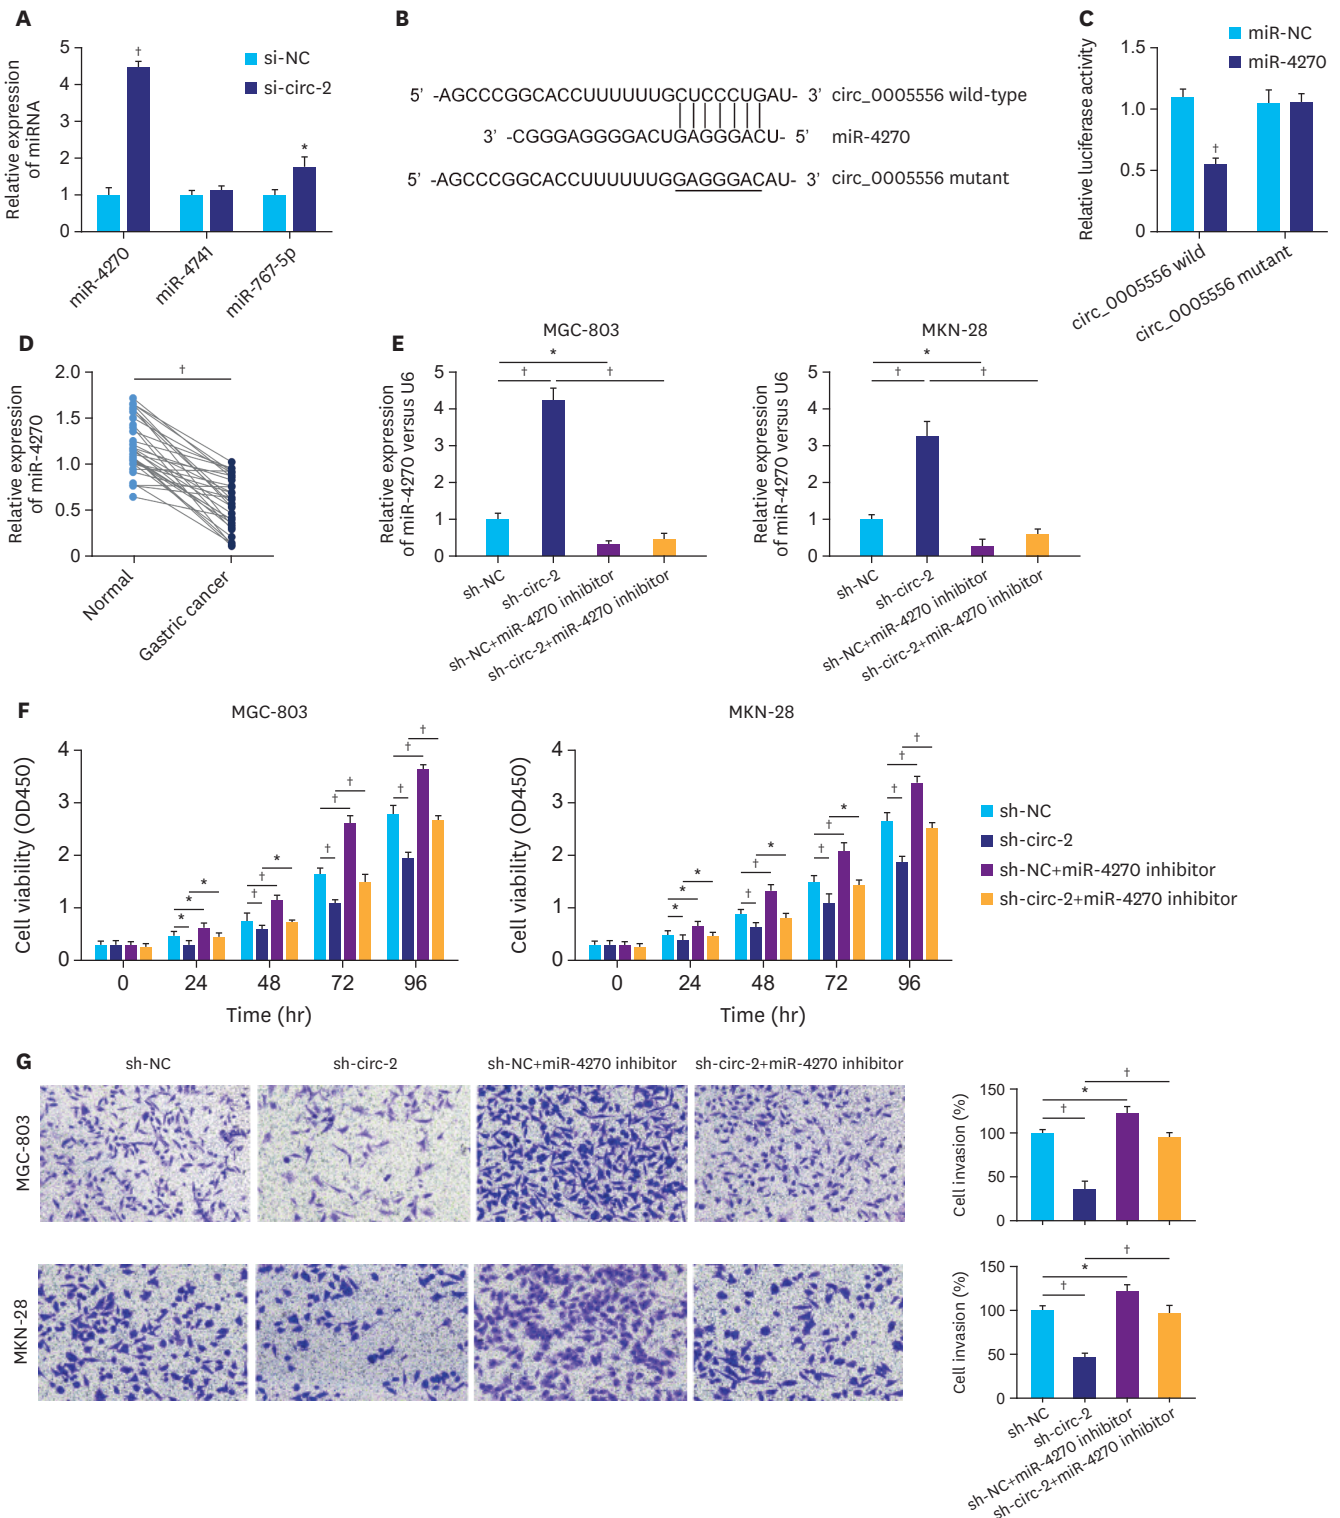 A
Relative expression
of miRNA
5
4
3
2
1
0
†
*
si-NC
si-circ-2
miR-4270
miR-4741
miR-767-5p
B
5' -AGCCCGGCACCUUUUUUGCUCCCUGAU- 3' circ_0005556 wild-type
3' -CGGGAGGGGACUGAGGGACU- 5' miR-4270
5' -AGCCCGGCACCUUUUUUGGAGGGACAU- 3' circ_0005556 mutant
C
Relative luciferase activity
1.5
1.0
0.5
0
†
miR-NC
miR-4270
circ_0005556 wild
circ_0005556 mutant
D
Relative expression
of miR-4270
2.0
1.5
1.0
0.5
0
†
Normal
Gastric cancer
E
MGC-803
Relative expression
of miR-4270 versus U6
5
4
3
2
1
0
*
† †
sh-NC
sh-circ-2
sh-NC+miR-4270 inhibitor
sh-circ-2+miR-4270 inhibitor
MKN-28
Relative expression
of miR-4270 versus U6
5
4
3
2
1
0
*
† †
sh-NC
sh-circ-2
sh-NC+miR-4270 inhibitor
sh-circ-2+miR-4270 inhibitor
F
MGC-803
Cell viability (OD450)
4
3
2
1
0
* * *
† † *
† † †
† † †
0 24 48 72 96
Time (hr)
MKN-28
Cell viability (OD450)
4
3
2
1
0
* * *
† † *
† † *
† † †
0 24 48 72 96
Time (hr)
sh-NC
sh-circ-2
sh-NC+miR-4270 inhibitor
sh-circ-2+miR-4270 inhibitor
G
sh-NC sh-circ-2 sh-NC+miR-4270 inhibitor sh-circ-2+miR-4270 inhibitor
MGC-803
MKN-28
Cell invasion (%)
150
100
50
0
†
*
†
Cell invasion (%)
150
100
50
0
†
*
†
sh-NC
sh-circ-2
sh-NC+miR-4270 inhibitor
sh-circ-2+miR-4270 inhibitor